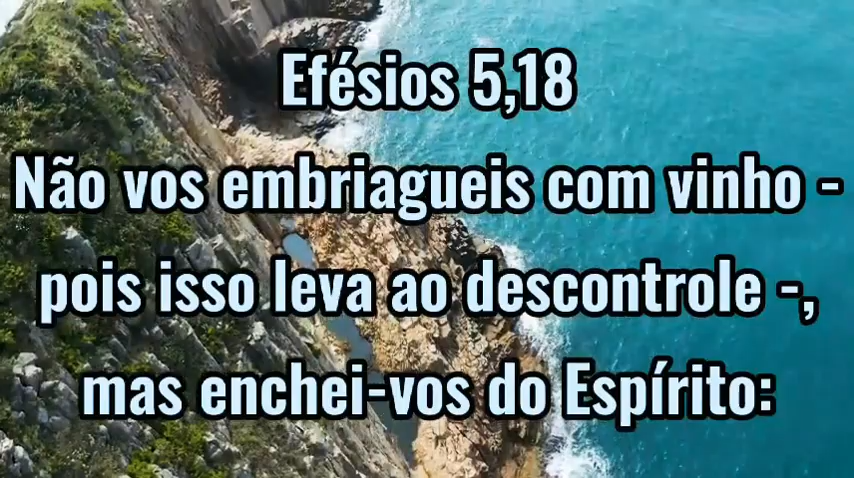 Efésios 5,18
Não vos embriagueis com vinho -
pois isso leva ao descontrole -,
mas enchei-vos do Espírito: